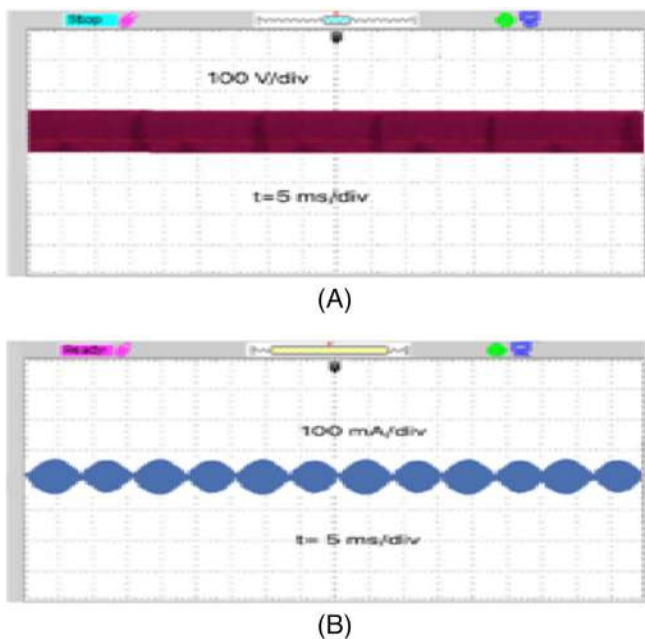 Stop
100 V/div
t=5 ms/div
(A)
Ready
100 mA/div
t= 5 ms/div
(B)